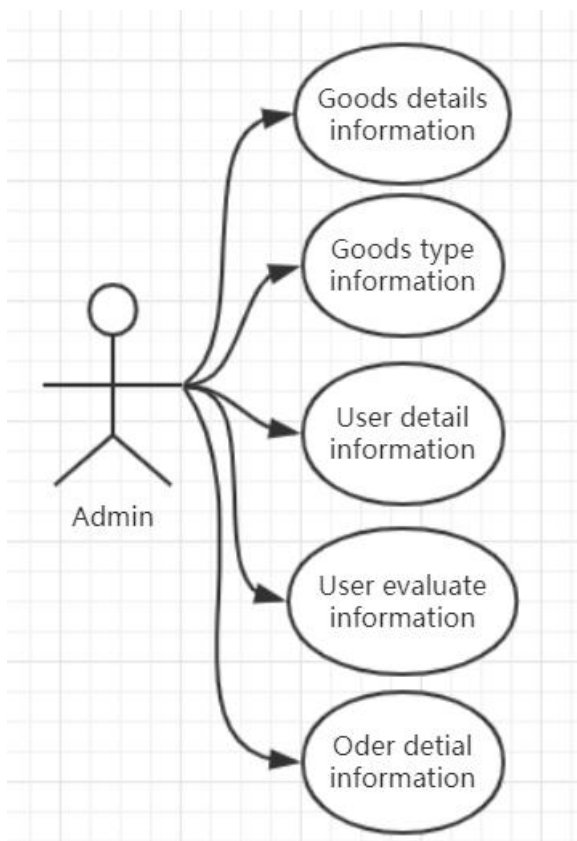 Goods details
information
Goods type
information
User detail
information
Admin
User evaluate
information
Oder detial
information